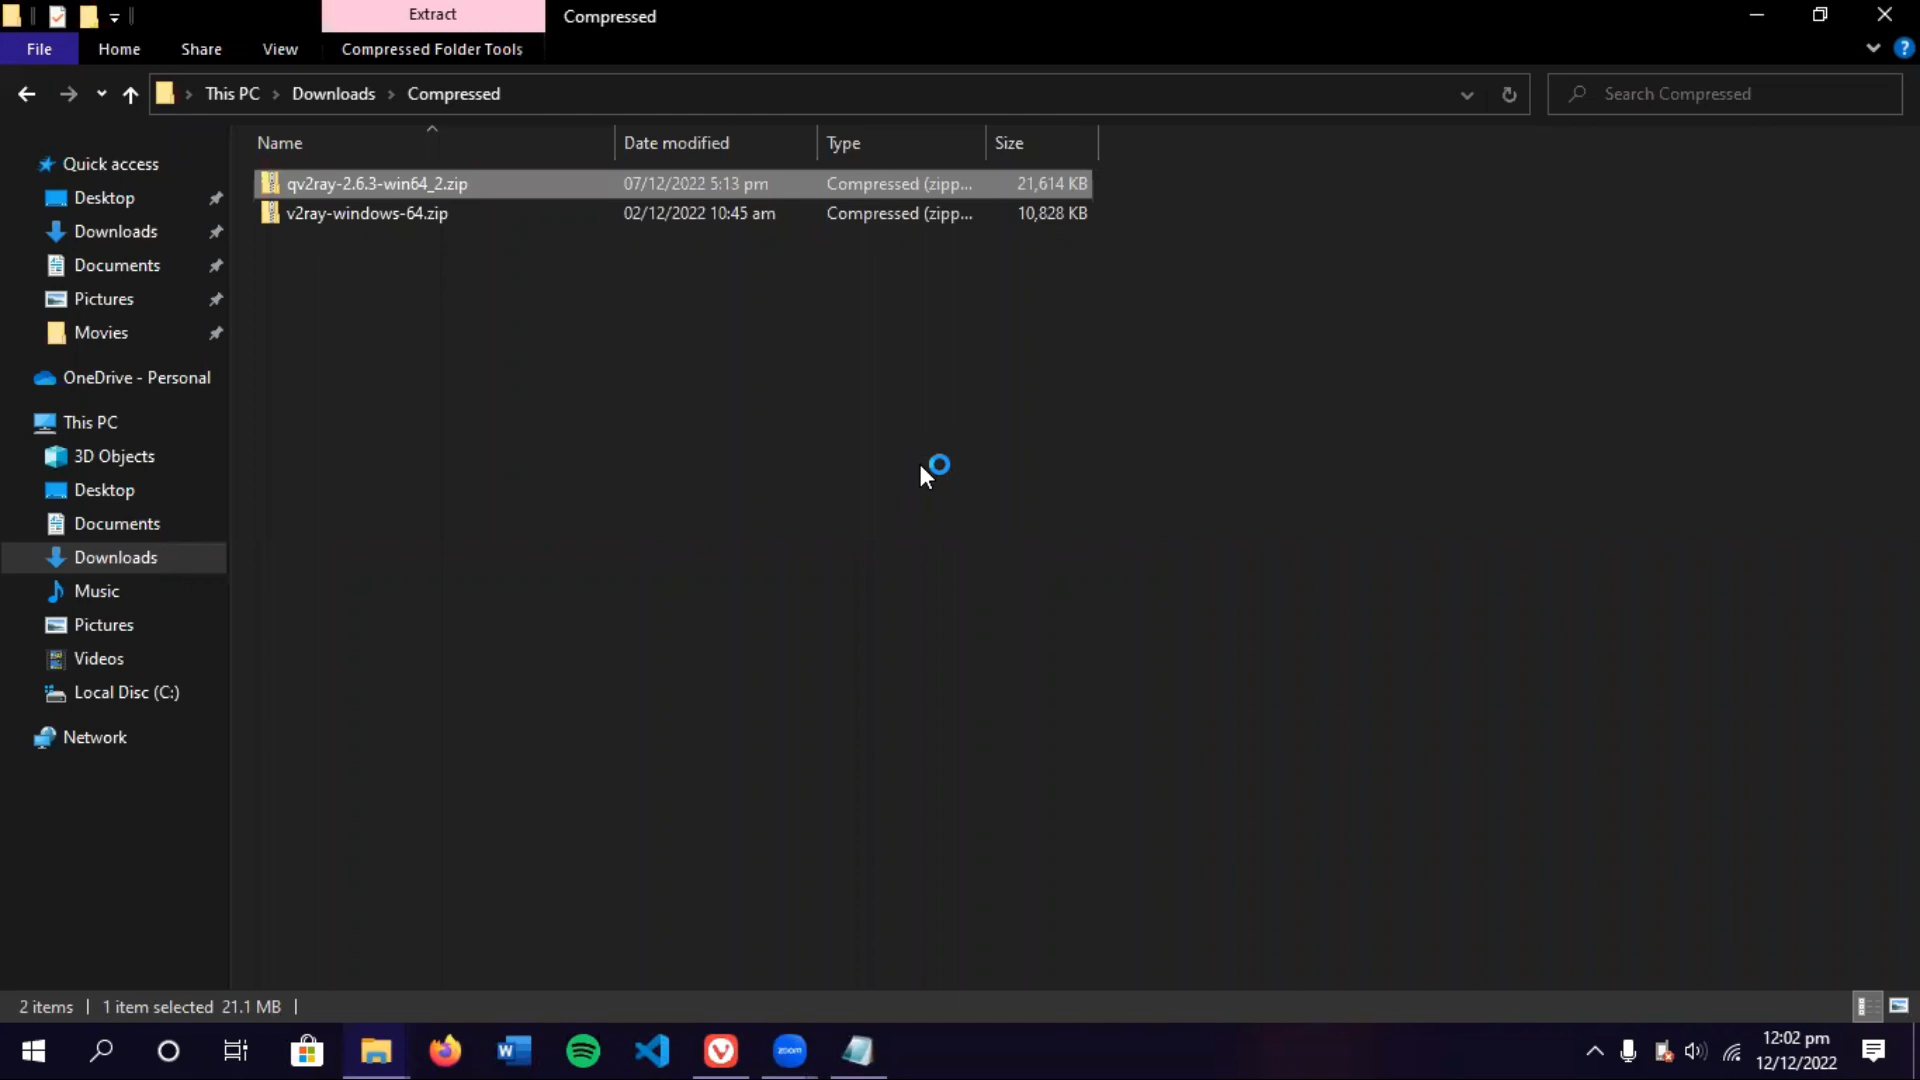 Extract
Compressed
File
Home
Share
View
Compressed Folder Tools
This PC
Downloads
Compressed
Search Compressed
Name
Date modified
Type
Size
qv2ray-2.6.3-win64_2.zip
07/12/2022 5:13 pm
Compressed (zipp...
21,614 KB
v2ray-windows-64.zip
02/12/2022 10:45 am
Compressed (zipp...
10,828 KB
Quick access
Desktop
Downloads
Documents
Pictures
Movies
OneDrive - Personal
This PC
3D Objects
Desktop
Documents
Downloads
Music
Pictures
Videos
Local Disc (C:)
Network
2 items
1 item selected 21.1 MB
zoom
12:02 pm
12/12/2022